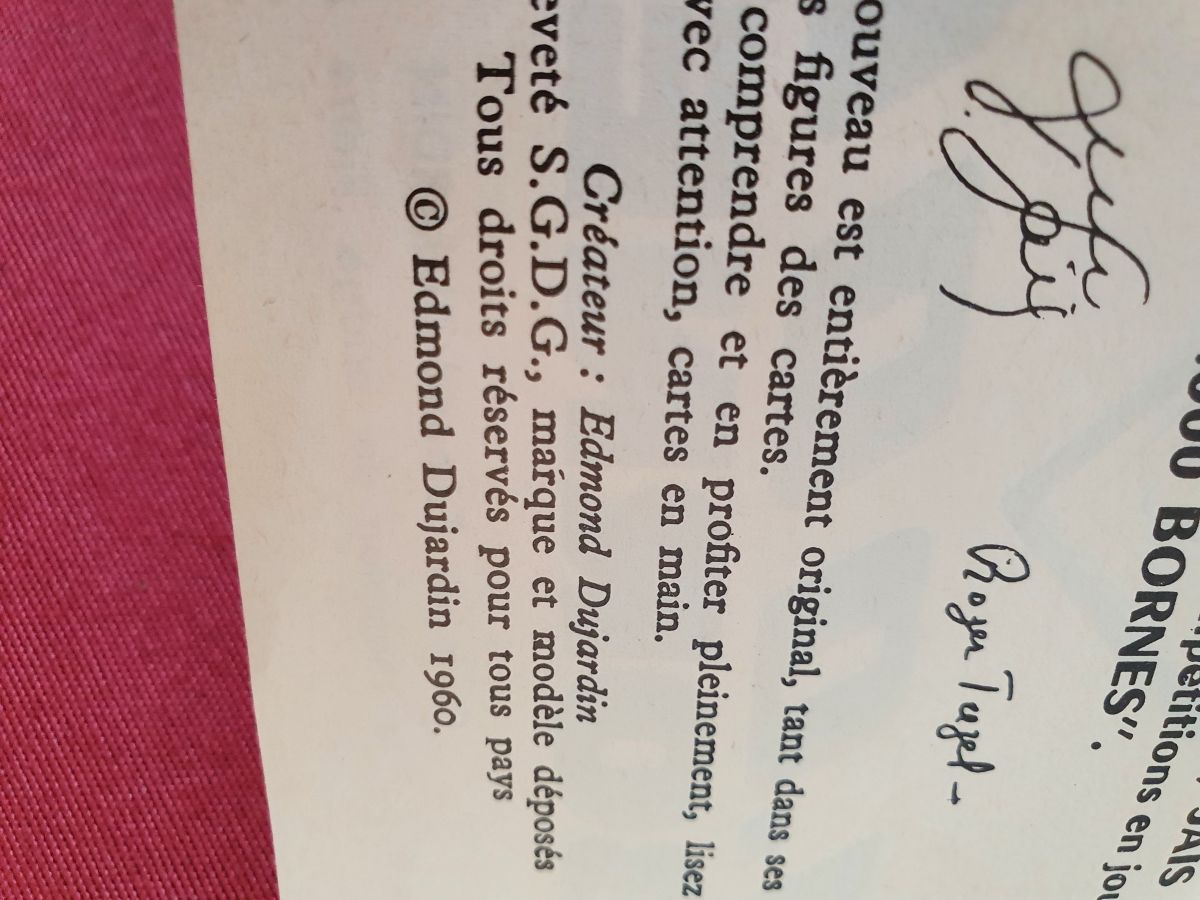 BORNES".
en
Roger
ouveau est entièrement original, tant dans ses
s figures des cartes.
comprendre et en profiter pleinement, lisez
vec attention, cartes en main.
Créateur : Edmond Dujardin
eveté S.G.D.G., marque et modèle déposés
Tous droits réservés pour tous pays
© Edmond Dujardin 1960.